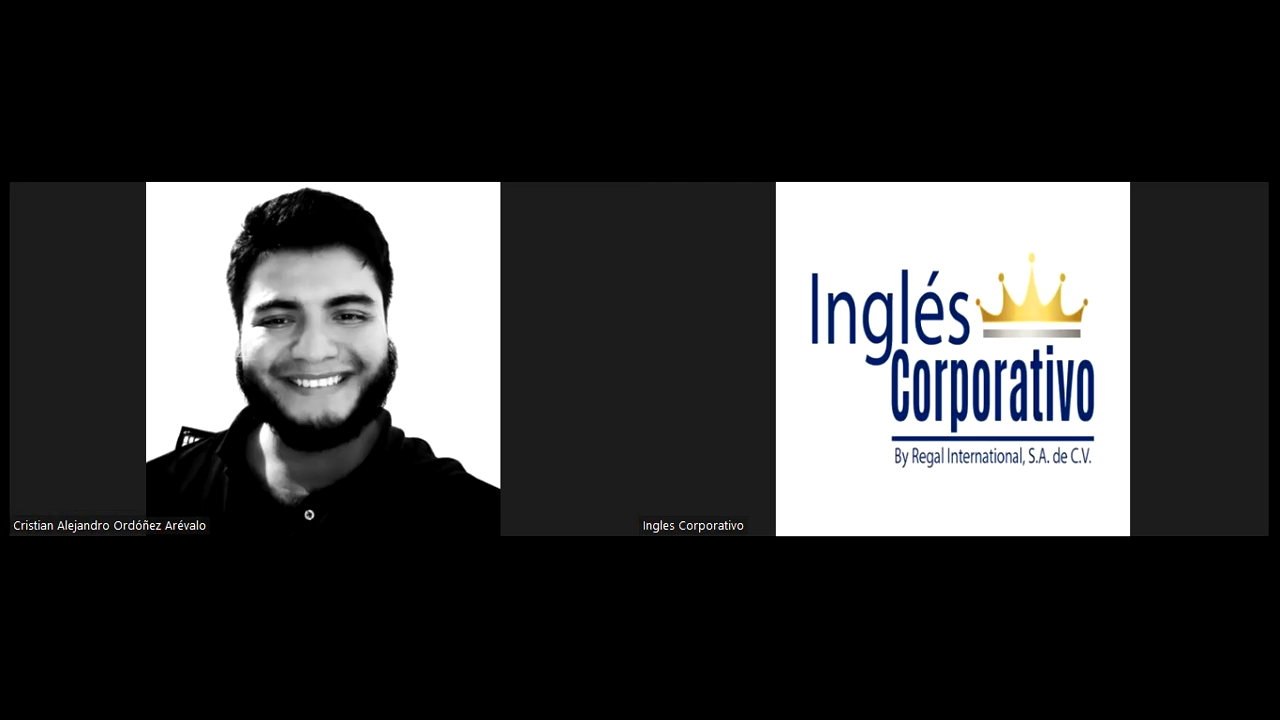 Inglés
Corporativo
By Regal International, S.A. de C.V.
Cristian Alejandro Ordóñez Arévalo
Ingles Corporativo